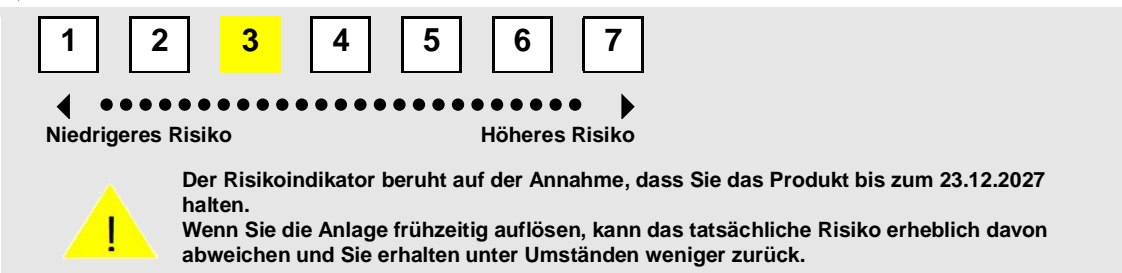 1 2 3 4 5 6 7
Niedrigeres Risiko Höheres Risiko
Der Risikoindikator beruht auf der Annahme, dass Sie das Produkt bis zum 23.12.2027
halten.
! Wenn Sie die Anlage frühzeitig auflösen, kann das tatsächliche Risiko erheblich davon
abweichen und Sie erhalten unter Umständen weniger zurück.